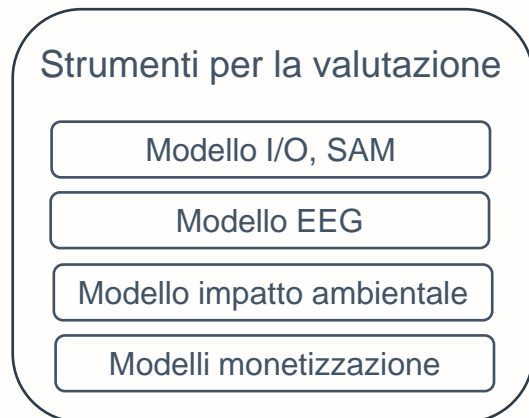 Strumenti per la valutazione
Modello I/O, SAM
Modello EEG
Modello impatto ambientale
Modelli monetizzazione